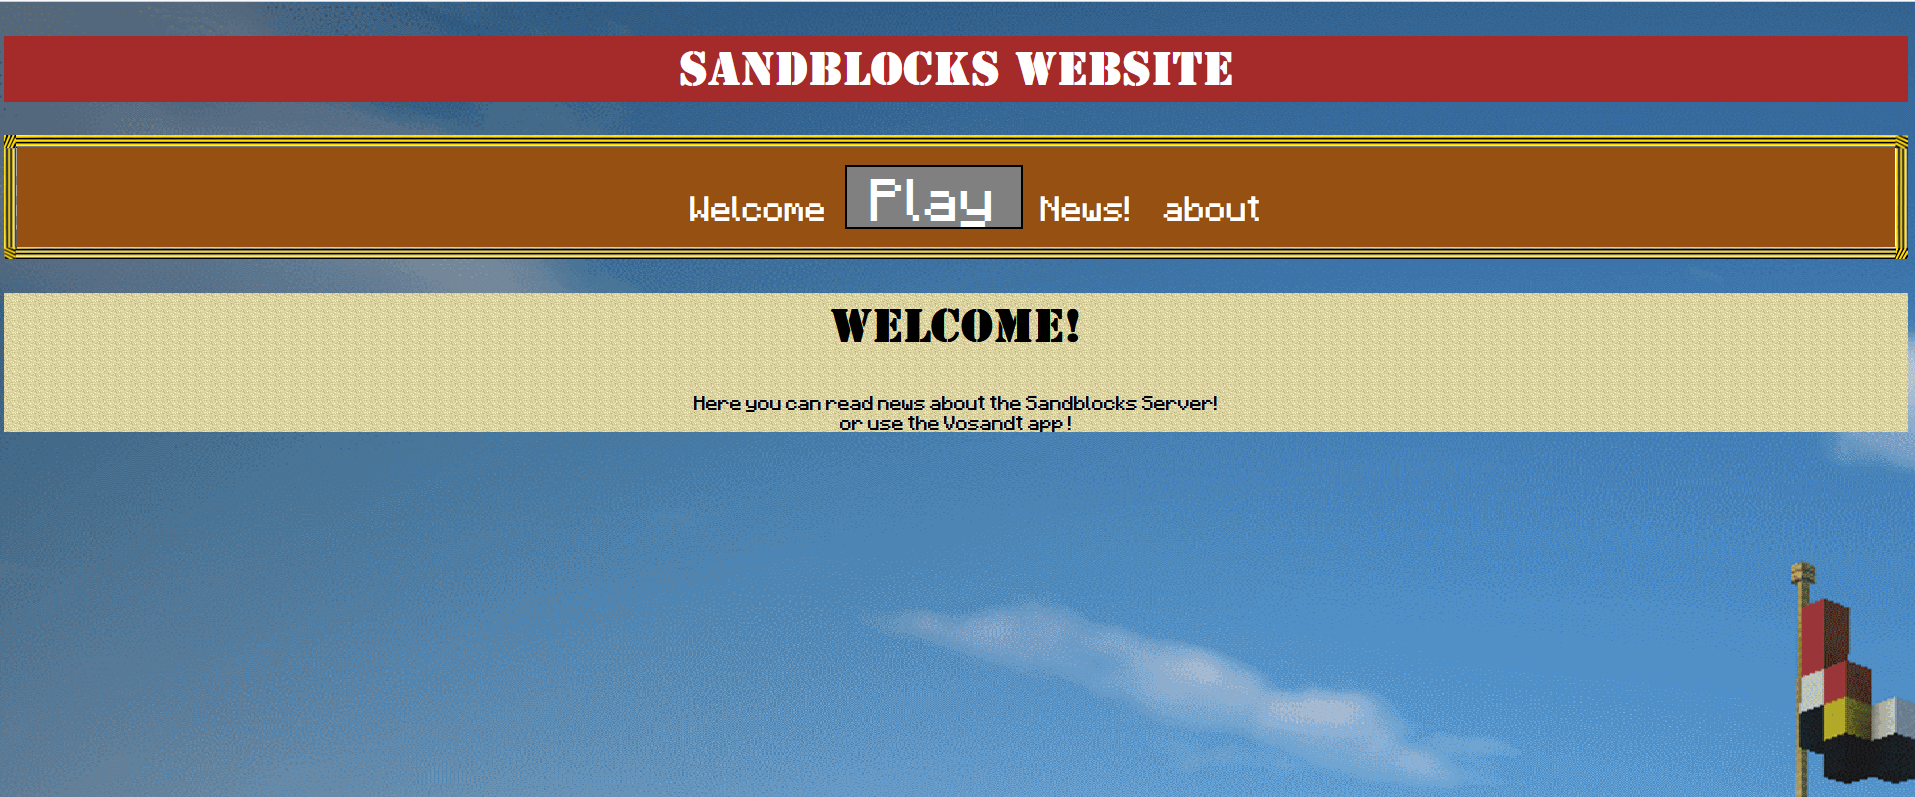 SANDBLOCKS WEBSITE
Welcome Play News! about
WELCOME!
Here you can read news about the Sandblocks Server!
or use the Vosandt app !